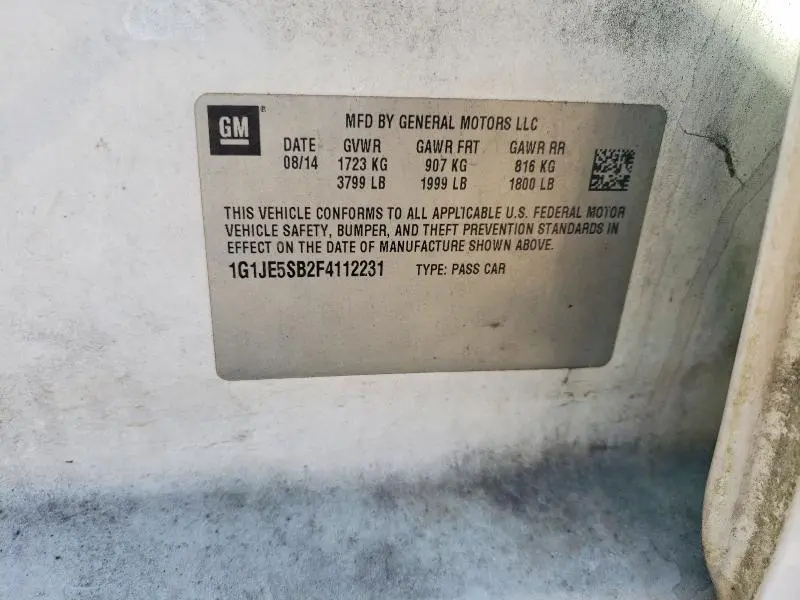 GM®
MFD BY GENERAL MOTORS LLC
DATE GVWR GAWR FRT GAWR RR
08/14 1723 KG 907 KG 816 KG
3799 LB 1999 LB 1800 LB
THIS VEHICLE CONFORMS TO ALL APPLICABLE U.S. FEDERAL MOTOR
VEHICLE SAFETY, BUMPER, AND THEFT PREVENTION STANDARDS IN
EFFECT ON THE DATE OF MANUFACTURE SHOWN ABOVE.
1G1JE5SB2F4112231 TYPE: PASS CAR